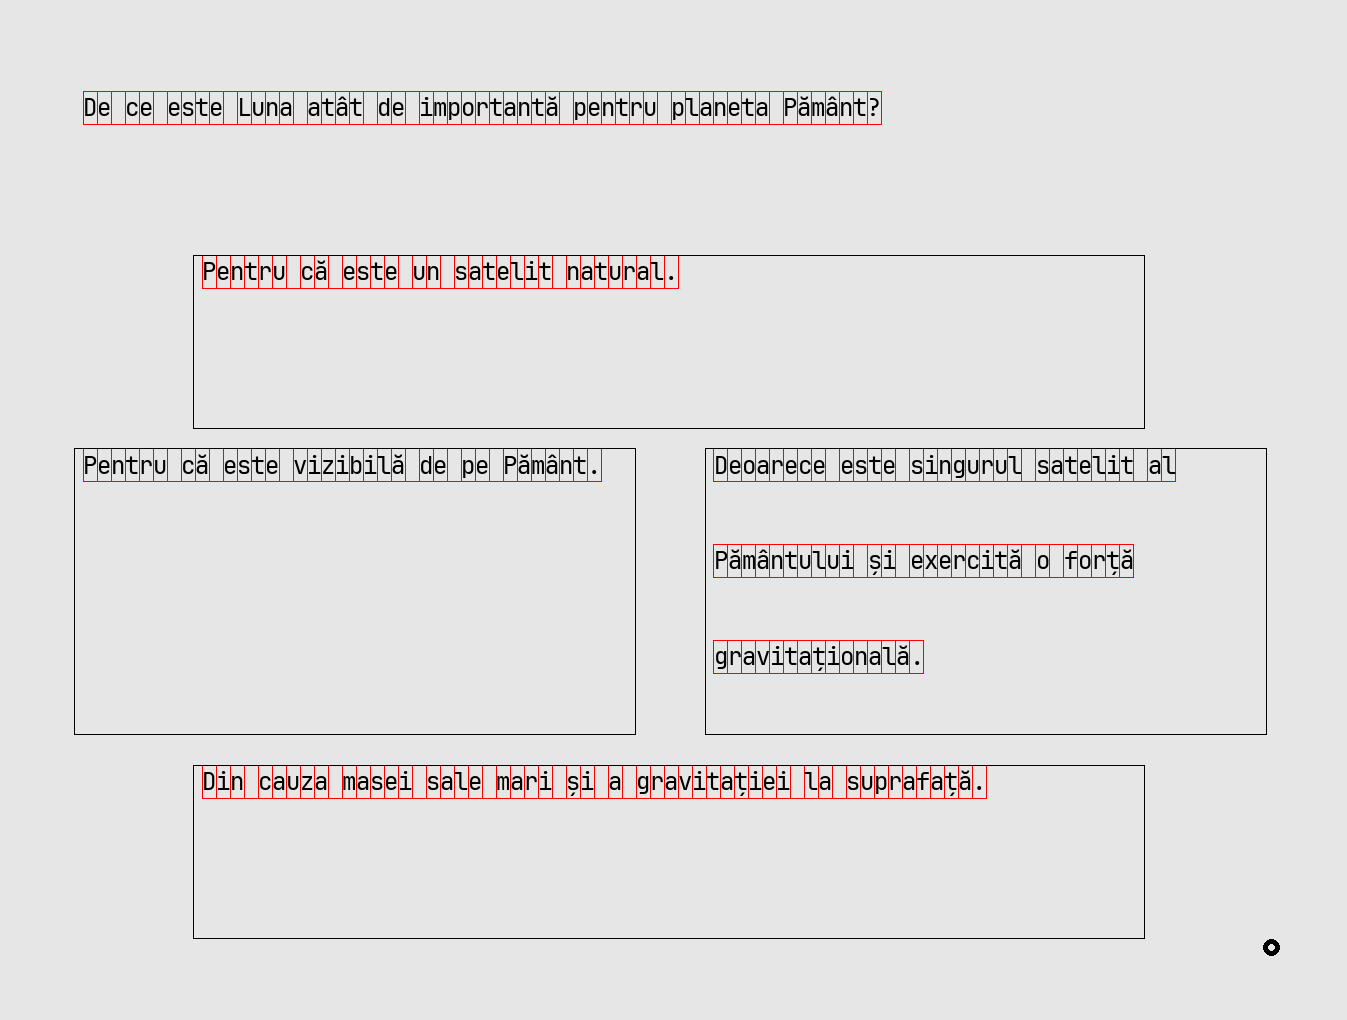 De ce este Luna atât de importantă pentru planeta Pământ?
Pentru că este un satelit natural.
Pentru că este vizibilă de pe Pământ.
Deoarece este singurul satelit al
Pământului și exercită o forță
gravitațională.
Din cauza masei sale mari și a gravitației la suprafață.